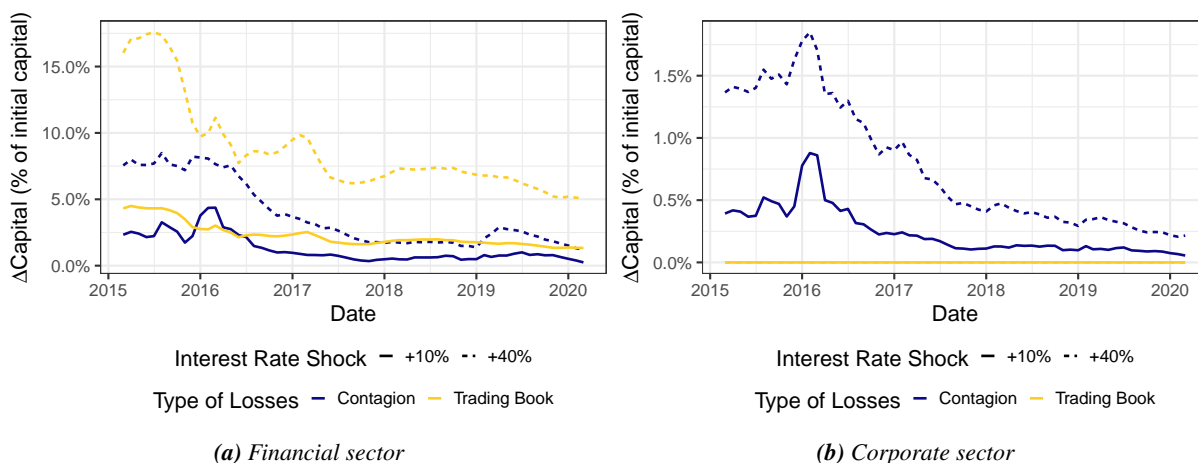 ΔCapital (% of initial capital)
15.0%
10.0%
5.0%
0.0%
2015 2016 2017 2018 2019 2020
Date
Interest Rate Shock +10% +40%
Type of Losses Contagion Trading Book
(a) Financial sector
ΔCapital (% of initial capital)
1.5%
1.0%
0.5%
0.0%
2015 2016 2017 2018 2019 2020
Date
Interest Rate Shock +10% +40%
Type of Losses Contagion Trading Book
(b) Corporate sector